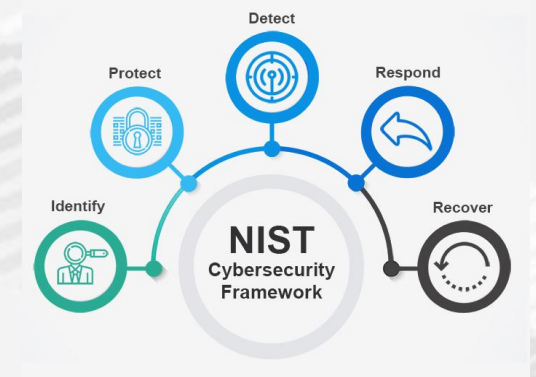 Detect
Protect
Respond
Identify
Recover
NIST
Cybersecurity
Framework